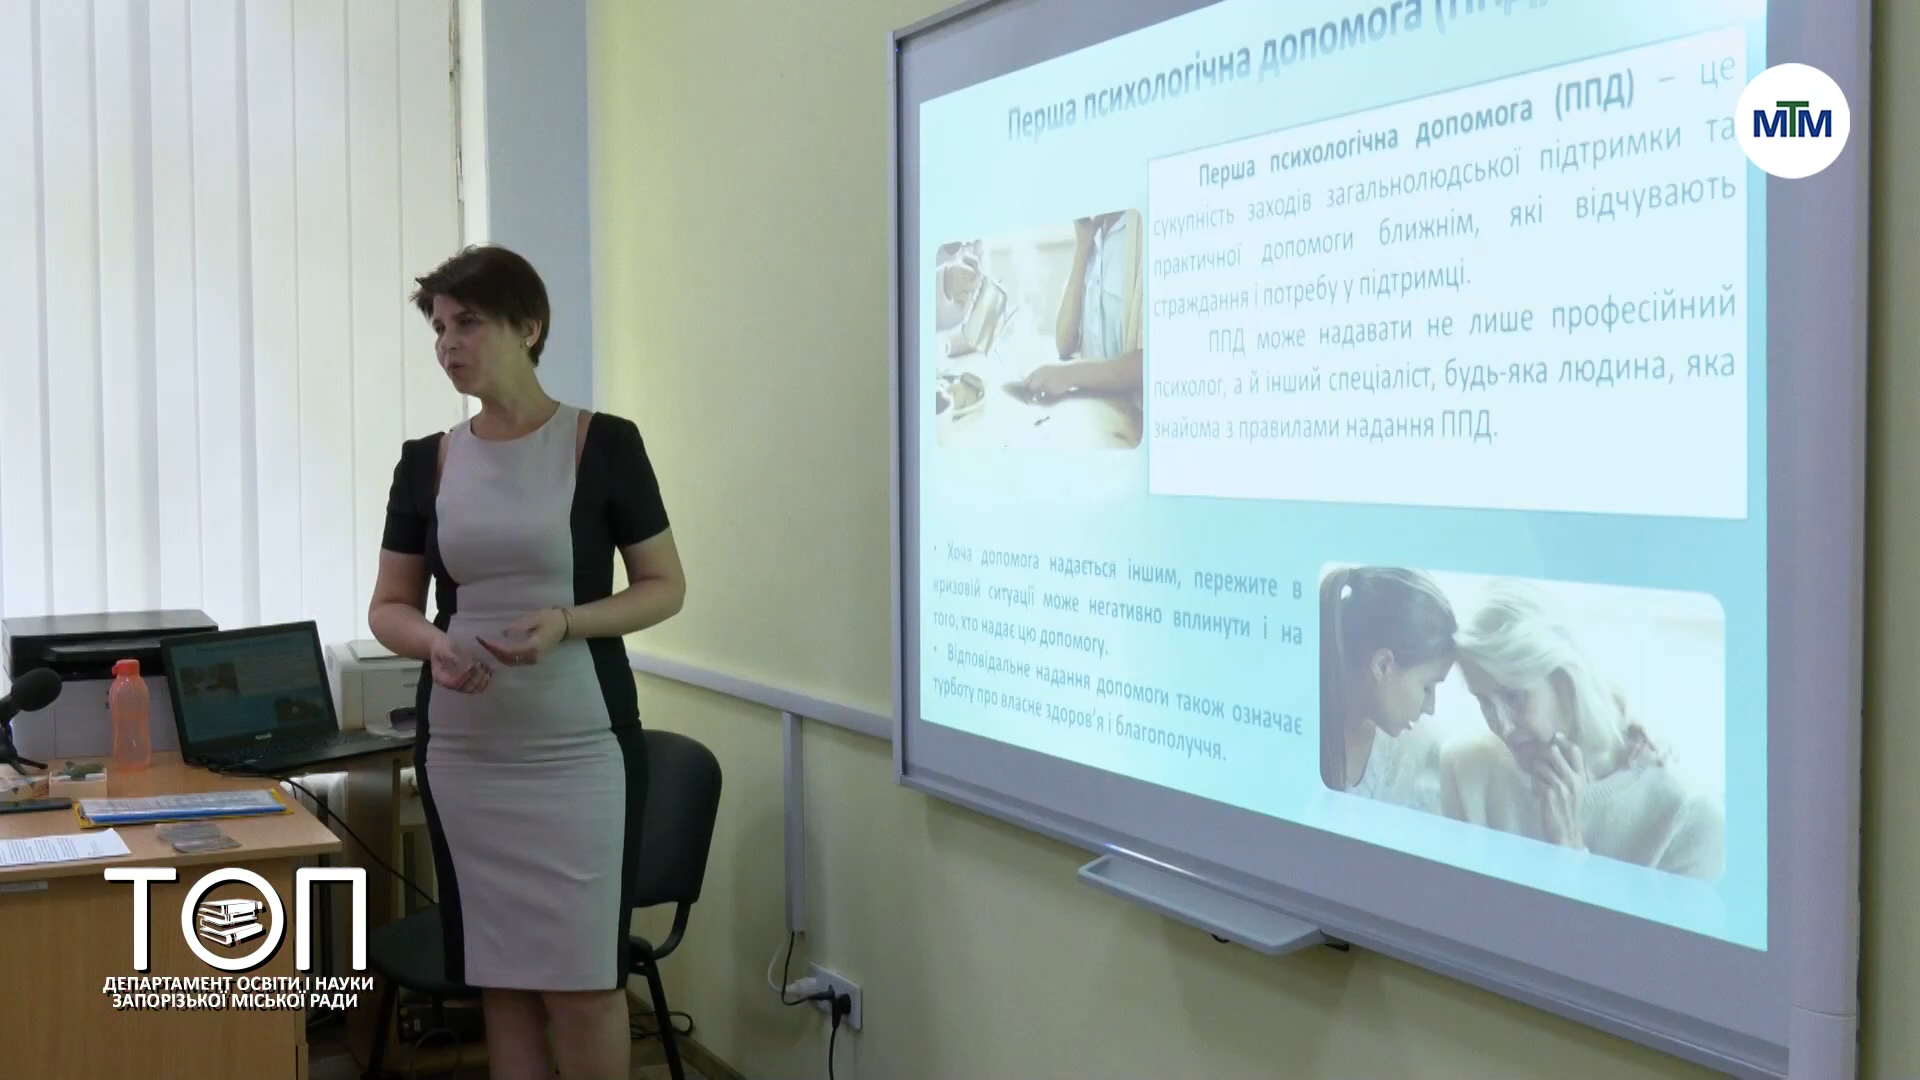 Перша психологічна допомога (ППД)
Перша психологічна допомога (ППД) – це
сукупність заходів загальнолюдської підтримки та
практичної допомоги ближнім, які відчувають
страждання і потребу у підтримці.
ППД може надавати не лише професійний
психолог, а й інший спеціаліст, будь-яка людина, яка
знайома з правилами надання ППД.
• Хоча допомога надається іншим, пережите в
кризовій ситуації може негативно вплинути і на
того, хто надає цю допомогу.
• Відповідальне надання допомоги також означає
турботу про власне здоров'я і благополуччя.
МТМ
ТОП
ДЕПАРТАМЕНТ ОСВІТИ І НАУКИ
ЗАПОРІЗЬКОЇ МІСЬКОЇ РАДИ